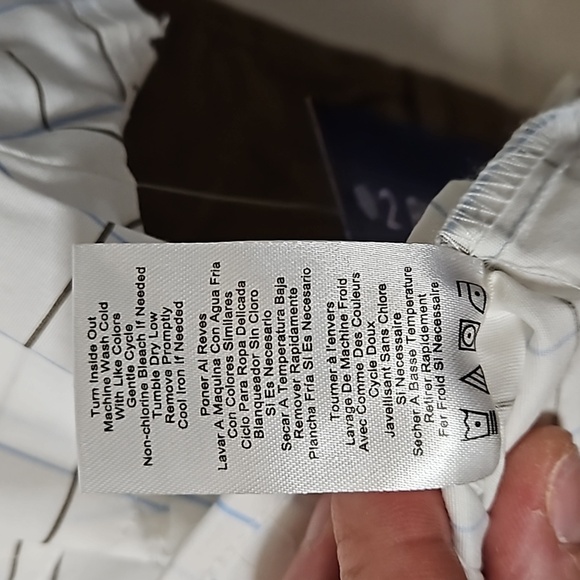 Turn Inside Out
Machine Wash Cold
With Like Colors
Gentle Cycle
Non-chlorine Bleach If Needed
Tumble Dry Low
Remove Promptly
Cool Iron If Needed
Poner Al Reves
Lavar A Maquina Con Agua Fria
Con Colores Similares
Ciclo Para Ropa Delicada
Blanqueador Sin Cloro
Si Es Necesario
Secar A Temperatura Baja
Remover Rapidamente
Plancha Fria Si Es Necesario
Tourner à l'envers
Lavage De Machine Froid
Avec Comme Des Couleurs
Cycle Doux
Javellisant Sans Chlore
Si Necessaire
Secher A Basse Temperature
Retirer Rapidement
Fer Froid Si Necessaire